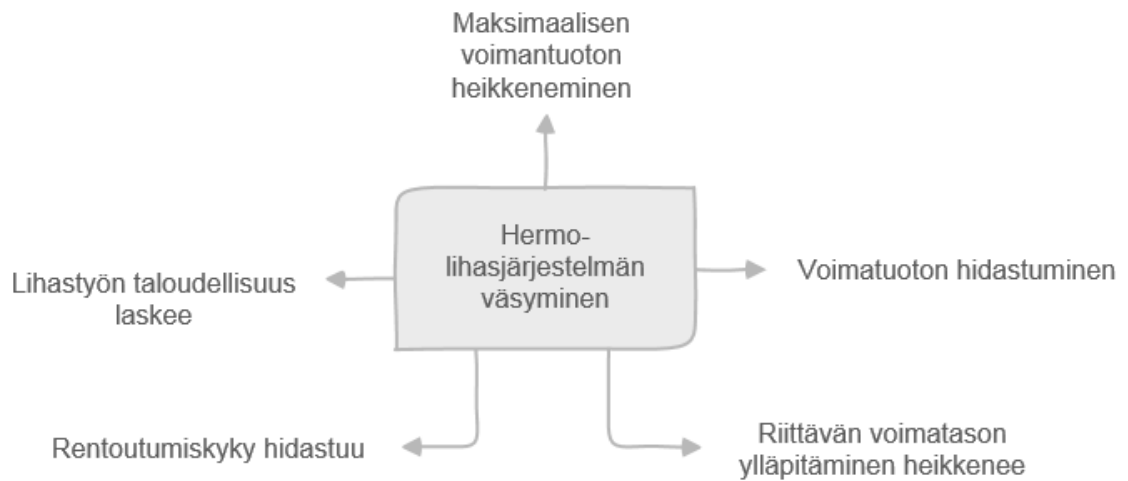 Maksimaalisen
voimantuoton
heikkeneminen
Hermo-
lihasjärjestelmän
väsyminen
Lihastyön taloudellisuus
laskee
Voimatuoton hidastuminen
Rentoutumiskyky hidastuu
Riittävän voimatason
ylläpitäminen heikkenee